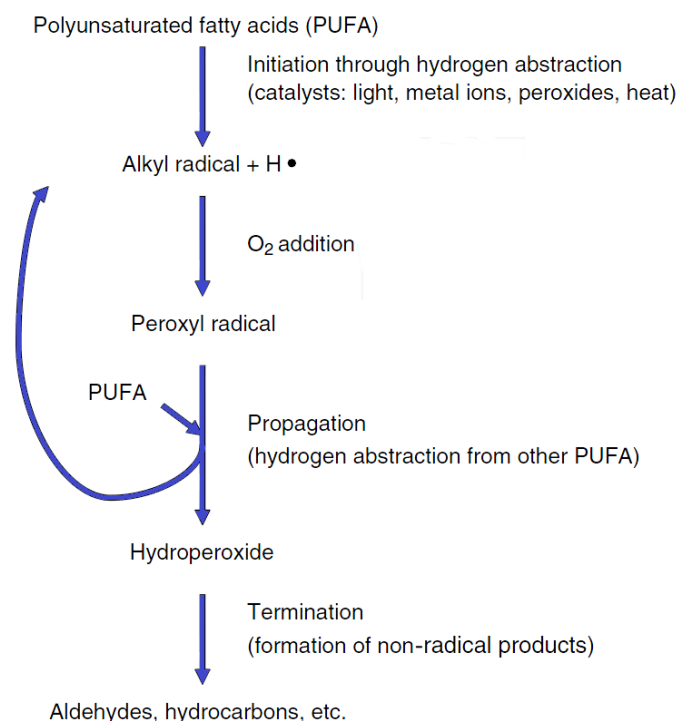 Polyunsaturated fatty acids (PUFA)
Initiation through hydrogen abstraction
(catalysts: light, metal ions, peroxides, heat)
Alkyl radical + H •
O₂ addition
Peroxyl radical
PUFA
Propagation
(hydrogen abstraction from other PUFA)
Hydroperoxide
Termination
(formation of non-radical products)
Aldehydes, hydrocarbons, etc.